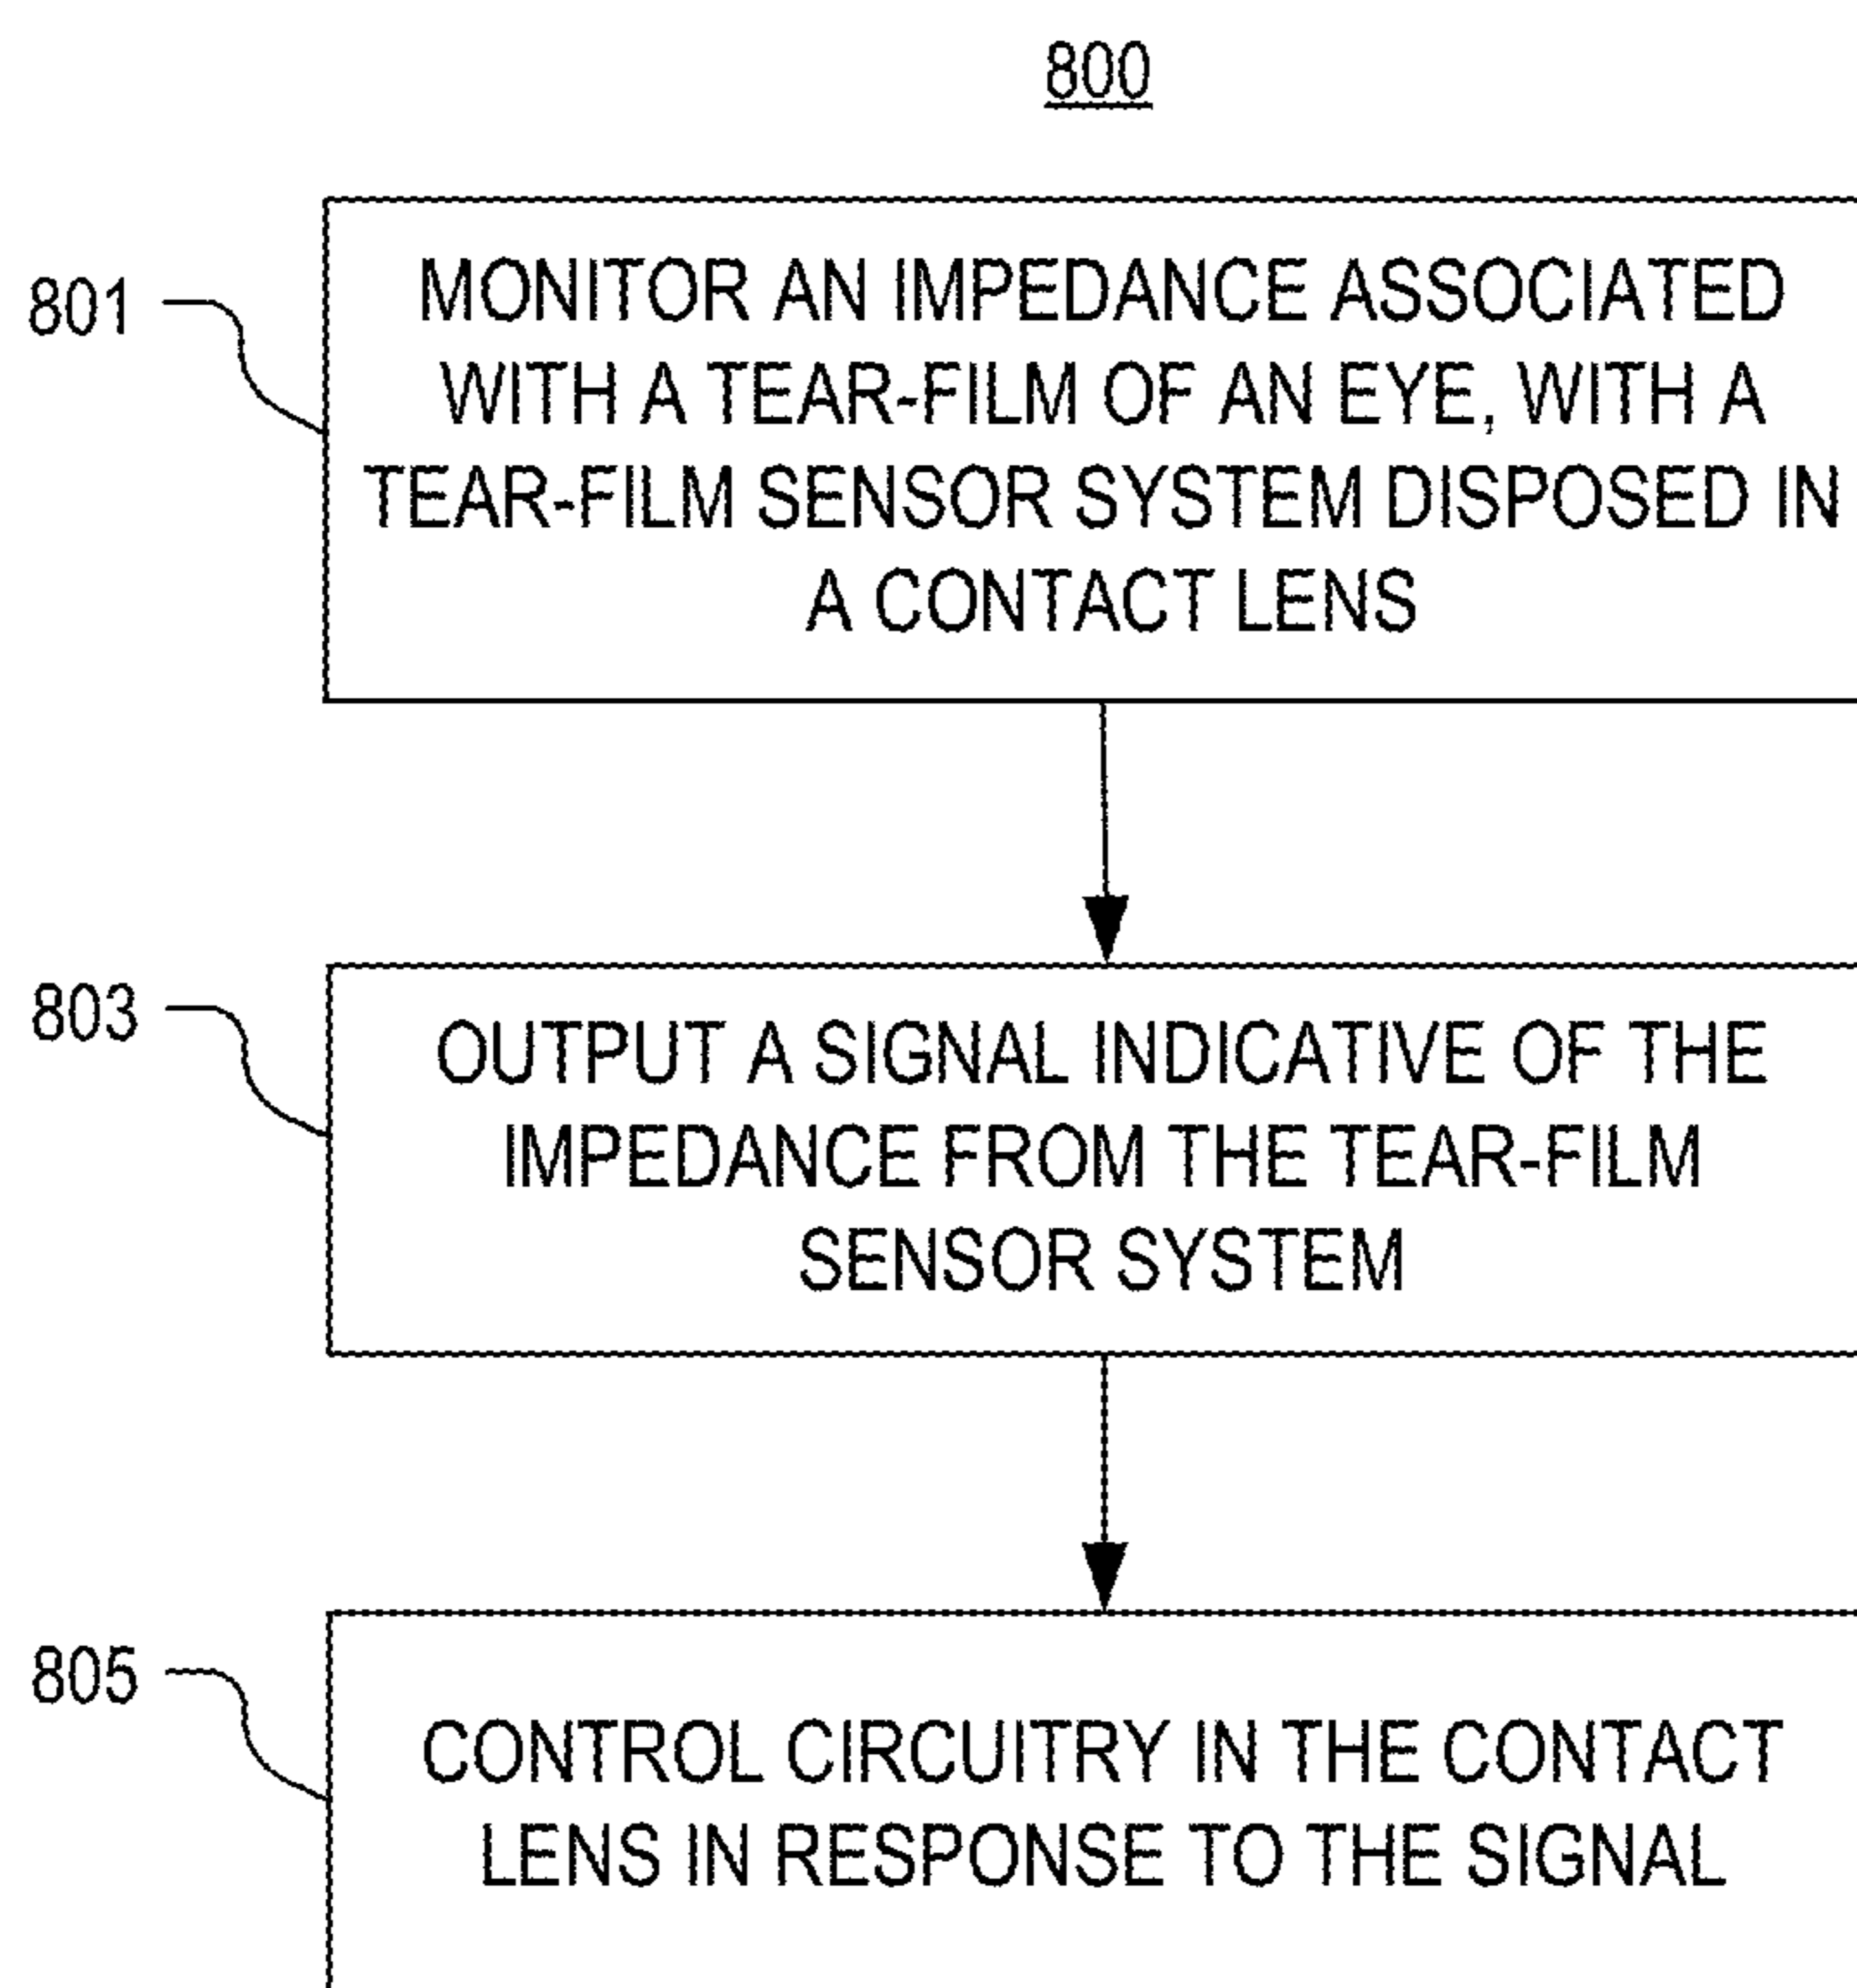 800
801
MONITOR AN IMPEDANCE ASSOCIATED
WITH A TEAR-FILM OF AN EYE, WITH A
TEAR-FILM SENSOR SYSTEM DISPOSED IN
A CONTACT LENS
803
OUTPUT A SIGNAL INDICATIVE OF THE
IMPEDANCE FROM THE TEAR-FILM
SENSOR SYSTEM
805
CONTROL CIRCUITRY IN THE CONTACT
LENS IN RESPONSE TO THE SIGNAL